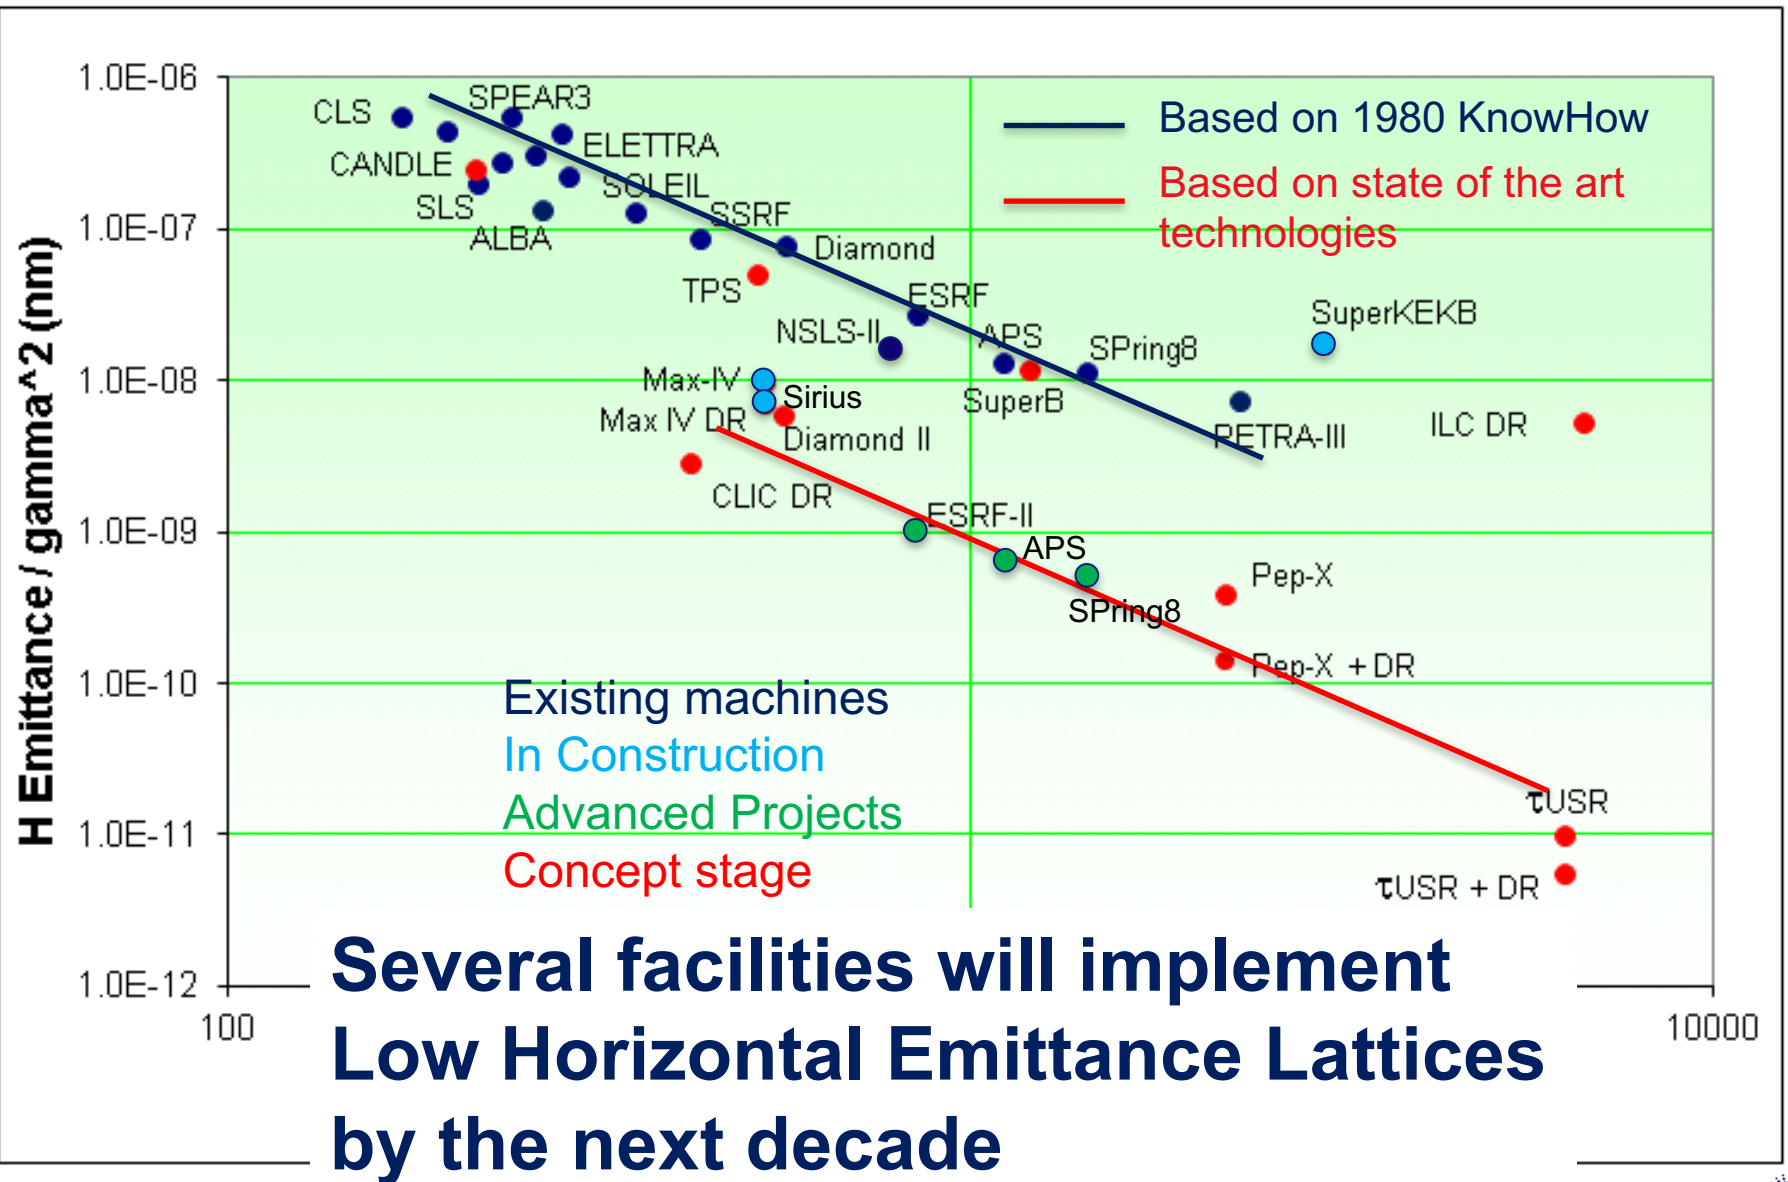 1.0E-06
CLS
SPEAR3
Based on 1980 KnowHow
ELETTRA
CANDLE
SOLEIL
Based on state of the art
technologies
SLS
SSRF
1.0E-07
ALBA
Diamond
TPS
ESRF
SuperKEKB
NSLS-II
APS
SPring8
1.0E-08
Max-IV
Sirius
SuperB
Max IV DR
Diamond II
PETRA-III
ILC DR
CLIC DR
ESRF-II
1.0E-09
APS
Pep-X
SPring8
Pep-X + DR
1.0E-10
Existing machines
In Construction
Advanced Projects
Concept stage
τUSR
1.0E-11
τUSR + DR
1.0E-12
H Emittance / gamma^2 (nm)
100
10000
Several facilities will implement
Low Horizontal Emittance Lattices
by the next decade